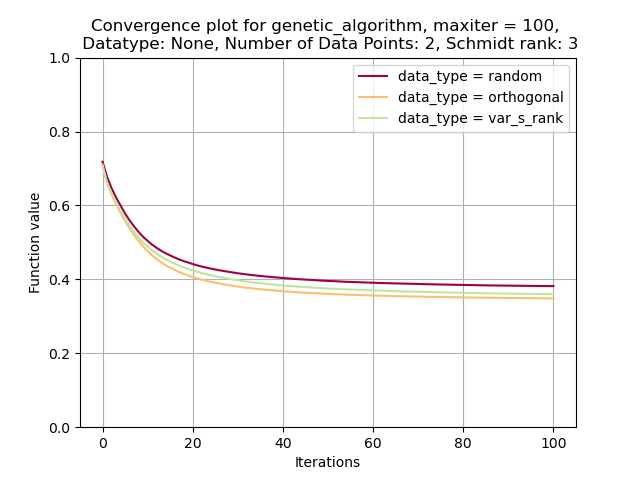 Convergence plot for genetic_algorithm, maxiter = 100,
Datatype: None, Number of Data Points: 2, Schmidt rank: 3
data_type = random
data_type = orthogonal
data_type = var_s_rank
Function value
1.0
0.8
0.6
0.4
0.2
0.0
0 20 40 60 80 100
Iterations